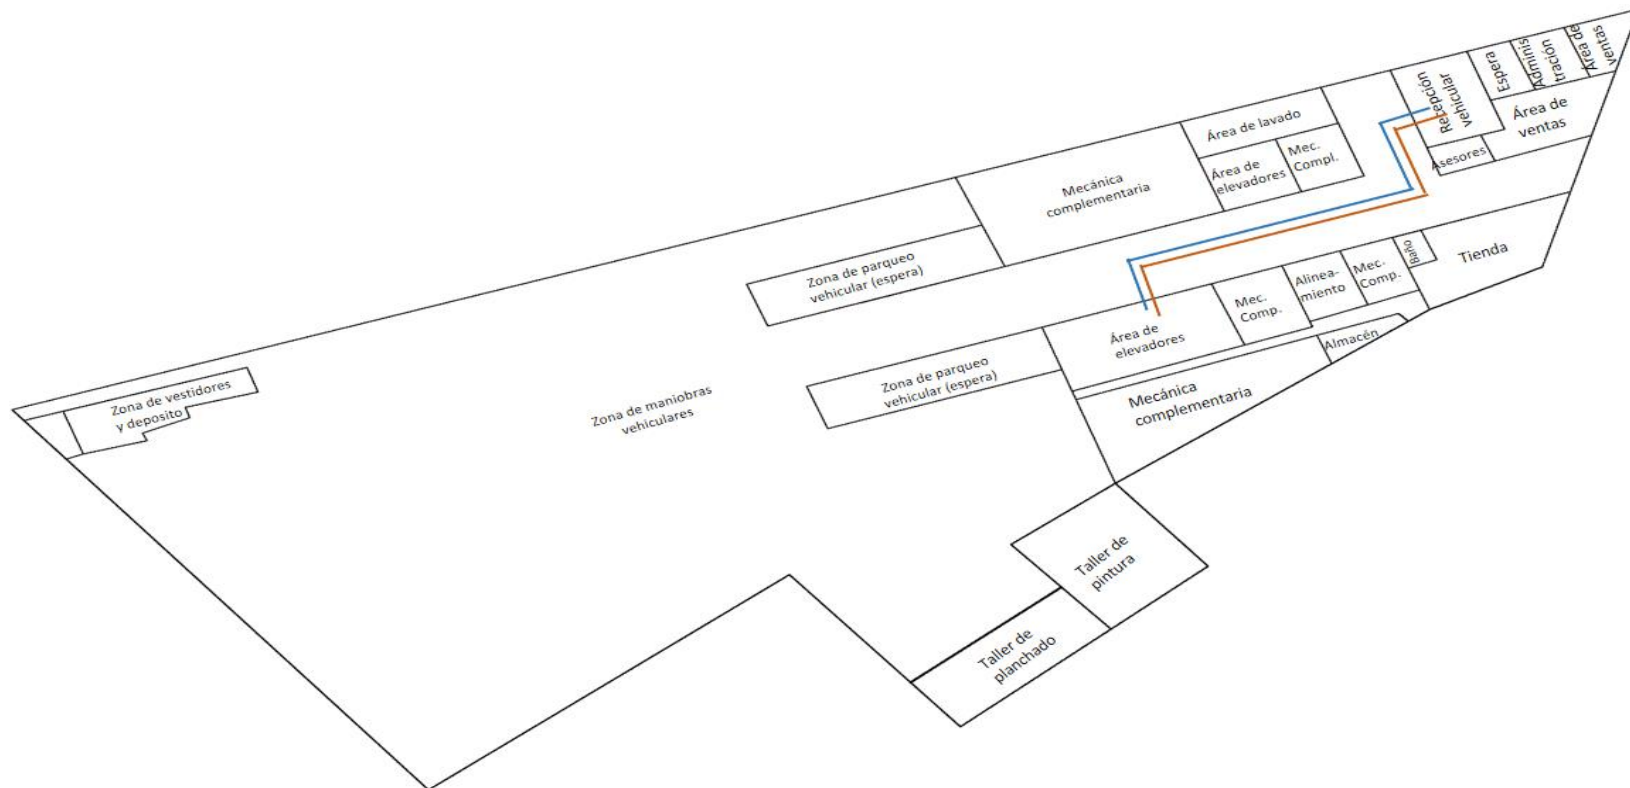 Recepción
vehicular
Espera
Adminis
tración
Área de
ventas
Área de
ventas
Asesores
Área de lavado
Área de
elevadores
Mec.
Compl.
Mecánica
complementaria
Zona de parqueo
vehicular (espera)
Tienda
Baño
Mec.
Comp.
Alinea-
miento
Mec.
Comp.
Área de
elevadores
Almacén
Mecánica
complementaria
Zona de parqueo
vehicular (espera)
Zona de maniobras
vehiculares
Zona de vestidores
y deposito
Taller de
pintura
Taller de
planchado